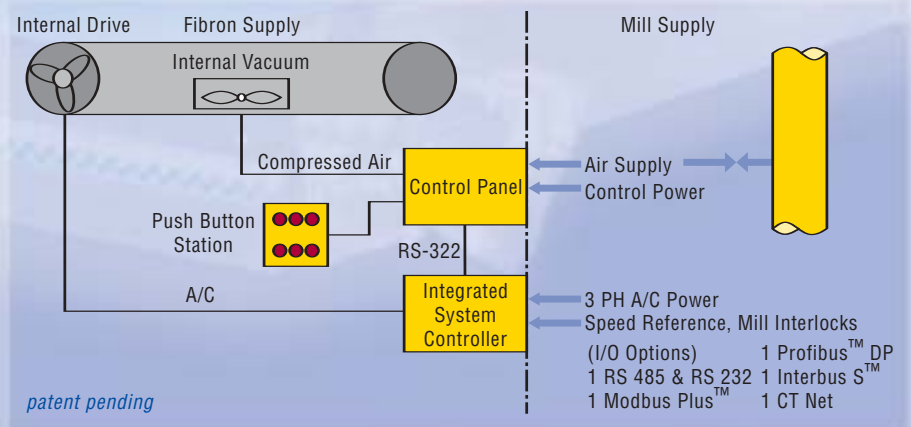 Internal Drive
Fibron Supply
Mill Supply
Internal Vacuum
Compressed Air
Control Panel
Air Supply
Control Power
Push Button
Station
RS-322
A/C
Integrated
System
Controller
3 PH A/C Power
Speed Reference, Mill Interlocks
(I/O Options)
1 Profibus™ DP
1 RS 485 & RS 232
1 Interbus S™
1 Modbus Plus™
1 CT Net
patent pending